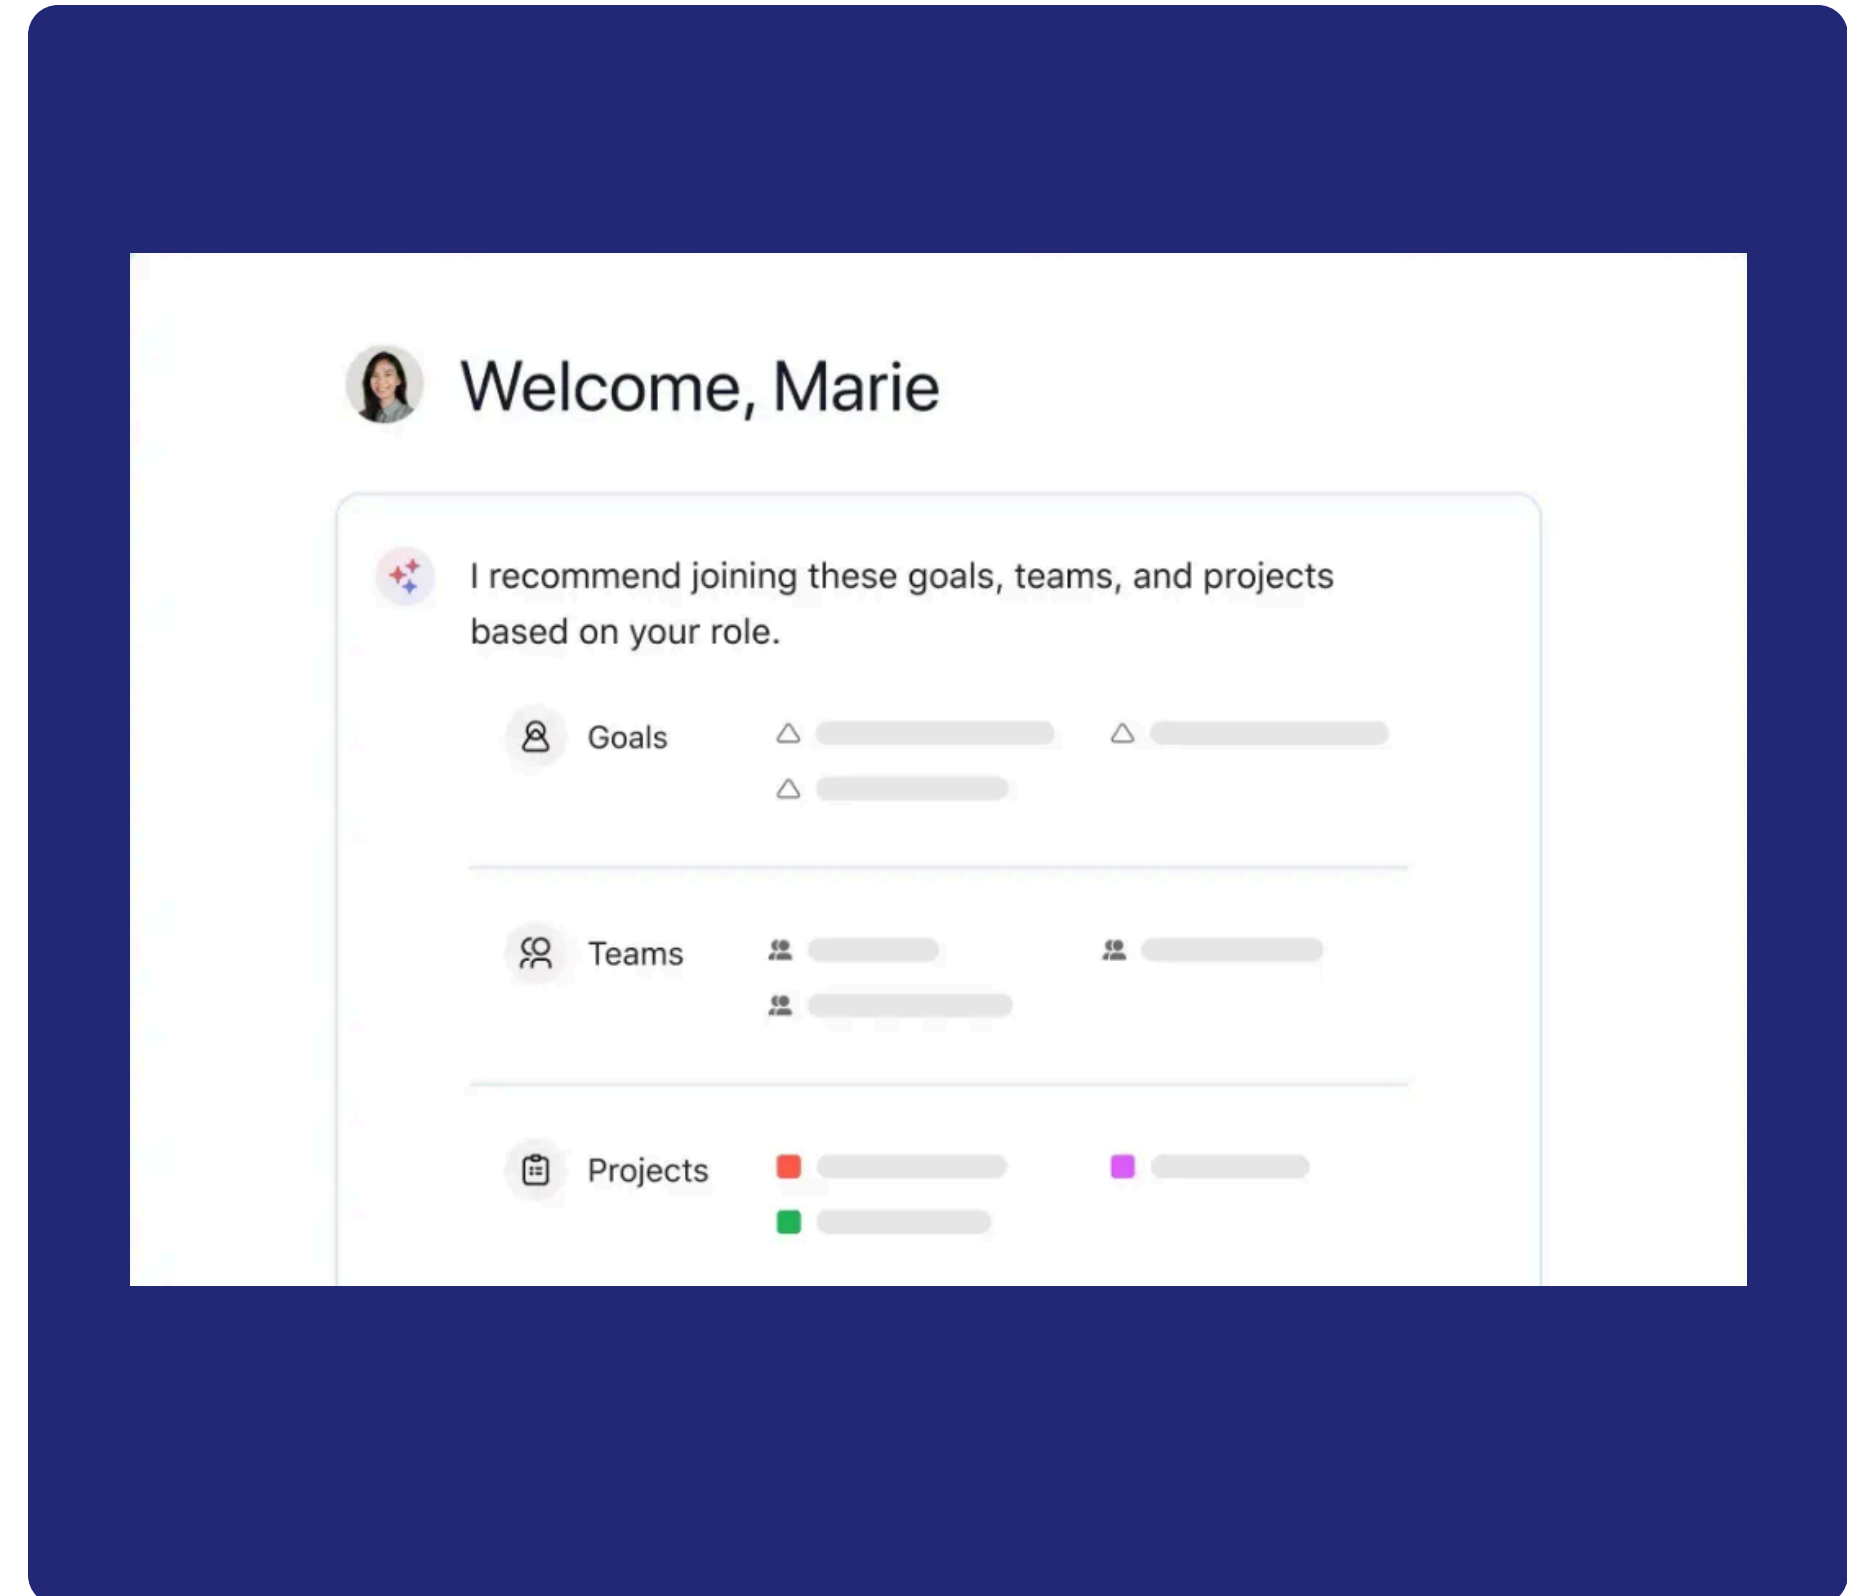 Welcome, Marie
I recommend joining these goals, teams, and projects
based on your role.
Goals
Teams
Projects